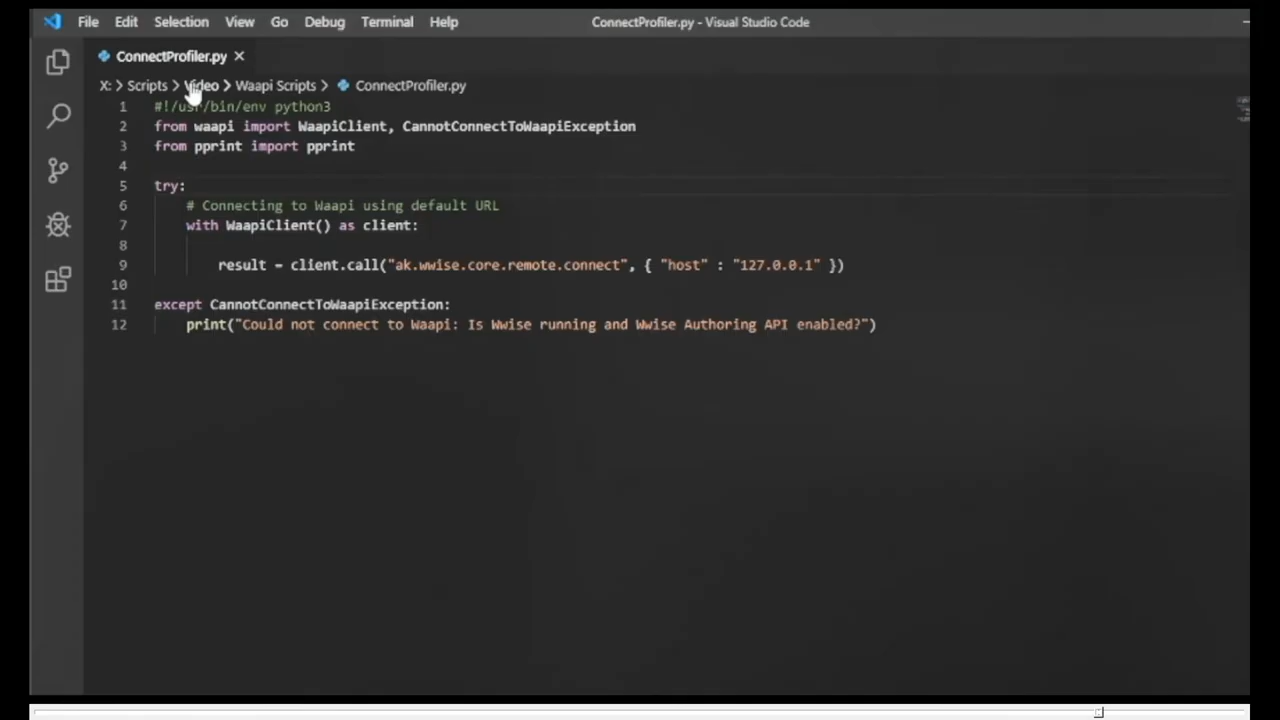 File Edit Selection View Go Debug Terminal Help ConnectProfiler.py - Visual Studio Code
ConnectProfiler.py
X: > Scripts > Video > Waapi Scripts > ConnectProfiler.py
1 #!/usr/bin/env python3
2 from waapi import WaapiClient, CannotConnectToWaapiException
3 from pprint import pprint
4
5 try:
6 # Connecting to Waapi using default URL
7 with WaapiClient() as client:
8
9 result = client.call("ak.wwise.core.remote.connect", { "host" : "127.0.0.1" })
10
11 except CannotConnectToWaapiException:
12 print("Could not connect to Waapi: Is Wwise running and Wwise Authoring API enabled?")